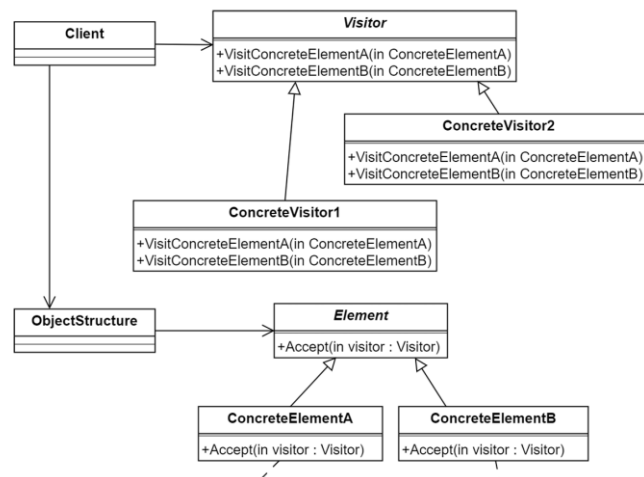 Client
Visitor
+VisitConcreteElementA(in ConcreteElementA)
+VisitConcreteElementB(in ConcreteElementB)
ConcreteVisitor2
+VisitConcreteElementA(in ConcreteElementA)
+VisitConcreteElementB(in ConcreteElementB)
ConcreteVisitor1
+VisitConcreteElementA(in ConcreteElementA)
+VisitConcreteElementB(in ConcreteElementB)
ObjectStructure
Element
+Accept(in visitor : Visitor)
ConcreteElementA
+Accept(in visitor : Visitor)
ConcreteElementB
+Accept(in visitor : Visitor)